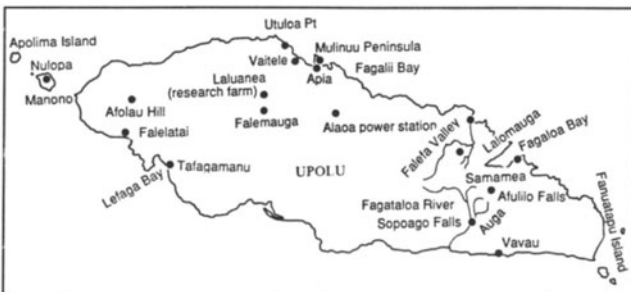 Utuloa Pt
Apolima Island
Mulinuu Peninsula
Nulopa
Vaitele
Fagalii Bay
Apia
Laluanea
(research farm)
Manono
Afolau Hill
Falemauga
Alaoa power station
Falelatai
Faleta Valley
Lalomauga
Fagaloa Bay
Lefaga Bay
Tafagamanu
UPOLU
Samamea
Afulilo Falls
Fagataloa River
Sopoago Falls
Auga
Fanuatapu Island
Vavau